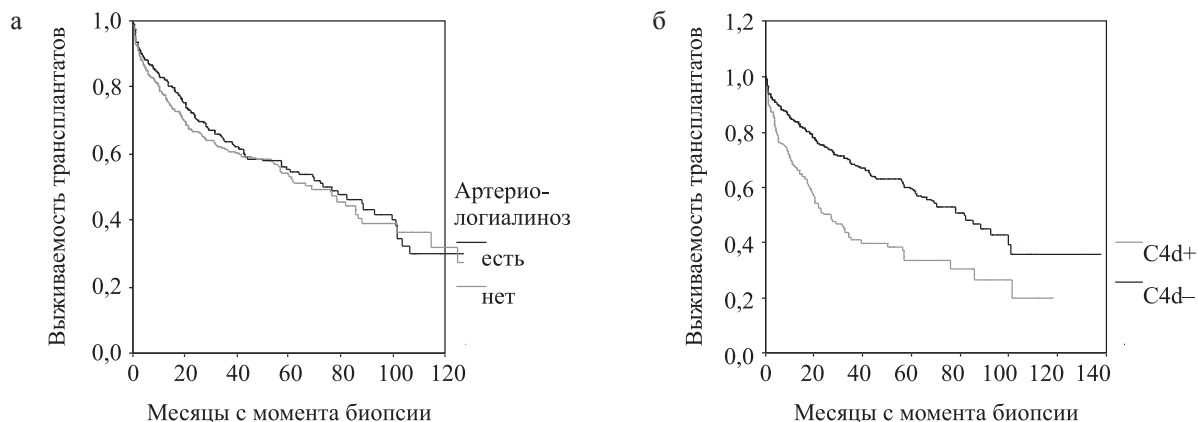 а
Выживаемость трансплантатов
1,0
0,8
0,6
0,4
0,2
0,0
0 20 40 60 80 100 120
Месяцы с момента биопсии
Артерио-
логиалиноз
есть
нет
б
Выживаемость трансплантатов
1,2
1,0
0,8
0,6
0,4
0,2
0,0
0 20 40 60 80 100 120 140
Месяцы с момента биопсии
C4d+
C4d–